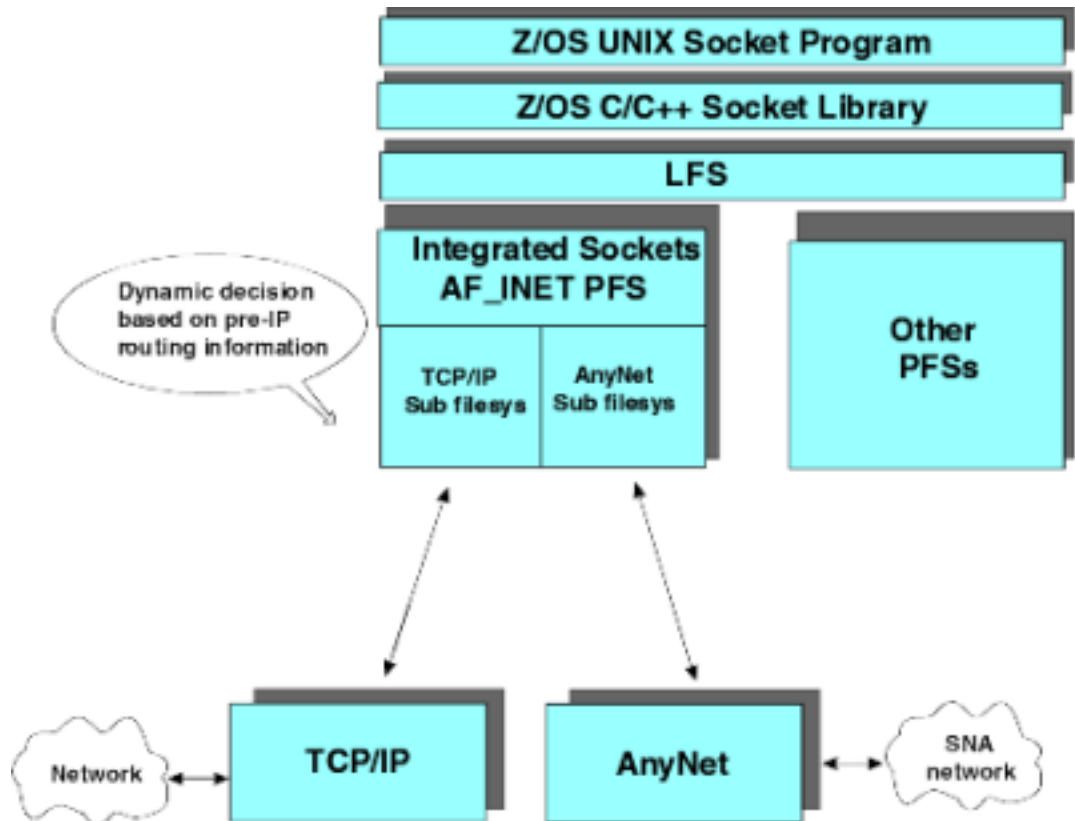 Z/OS UNIX Socket Program
Z/OS C/C++ Socket Library
LFS
Integrated Sockets
AF_INET PFS
Other
PFSs
Dynamic decision
based on pre-IP
routing information
TCP/IP
Sub filesys
AnyNet
Sub filesys
Network
TCP/IP
AnyNet
SNA
network